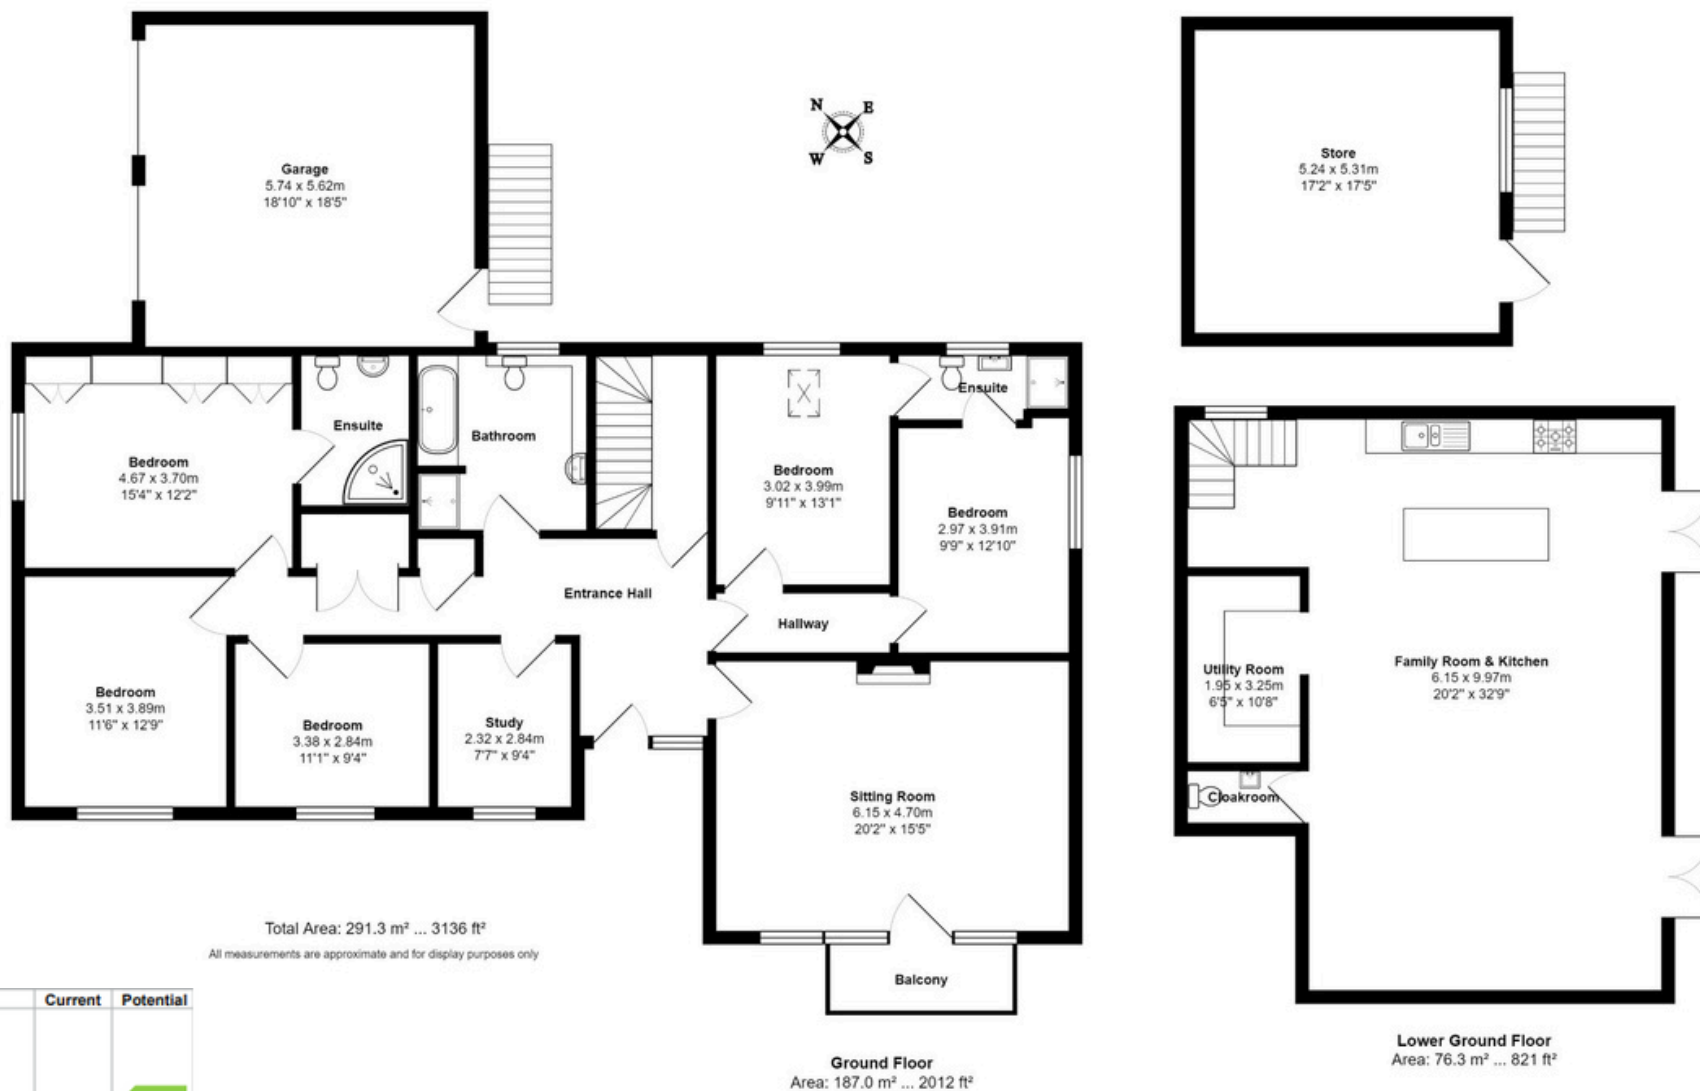 Garage
5.74 x 5.62m
18'10" x 18'5"
N E
W S
Store
5.24 x 5.31m
17'2" x 17'5"
Bedroom
4.67 x 3.70m
15'4" x 12'2"
Ensuite
Bathroom
Bedroom
3.02 x 3.99m
9'11" x 13'1"
Ensuite
Bedroom
2.97 x 3.91m
9'9" x 12'10"
Entrance Hall
Hallway
Bedroom
3.51 x 3.89m
11'6" x 12'9"
Bedroom
3.38 x 2.84m
11'1" x 9'4"
Study
2.32 x 2.84m
7'7" x 9'4"
Sitting Room
6.15 x 4.70m
20'2" x 15'5"
Balcony
Utility Room
1.95 x 3.25m
6'5" x 10'8"
Family Room & Kitchen
6.15 x 9.97m
20'2" x 32'9"
Cloakroom
Total Area: 291.3 m² ... 3136 ft²
All measurements are approximate and for display purposes only
Current Potential
Ground Floor
Area: 187.0 m² ... 2012 ft²
Lower Ground Floor
Area: 76.3 m² ... 821 ft²